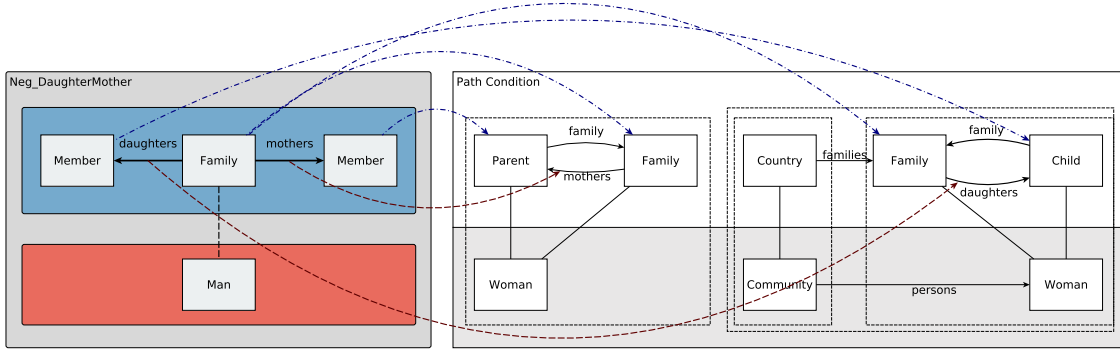 Neg_DaughterMother
Path Condition
daughters
mothers
Member
Family
Member
Man
family
Parent
Family
mothers
Woman
Country
families
Family
family
Child
daughters
Community
persons
Woman